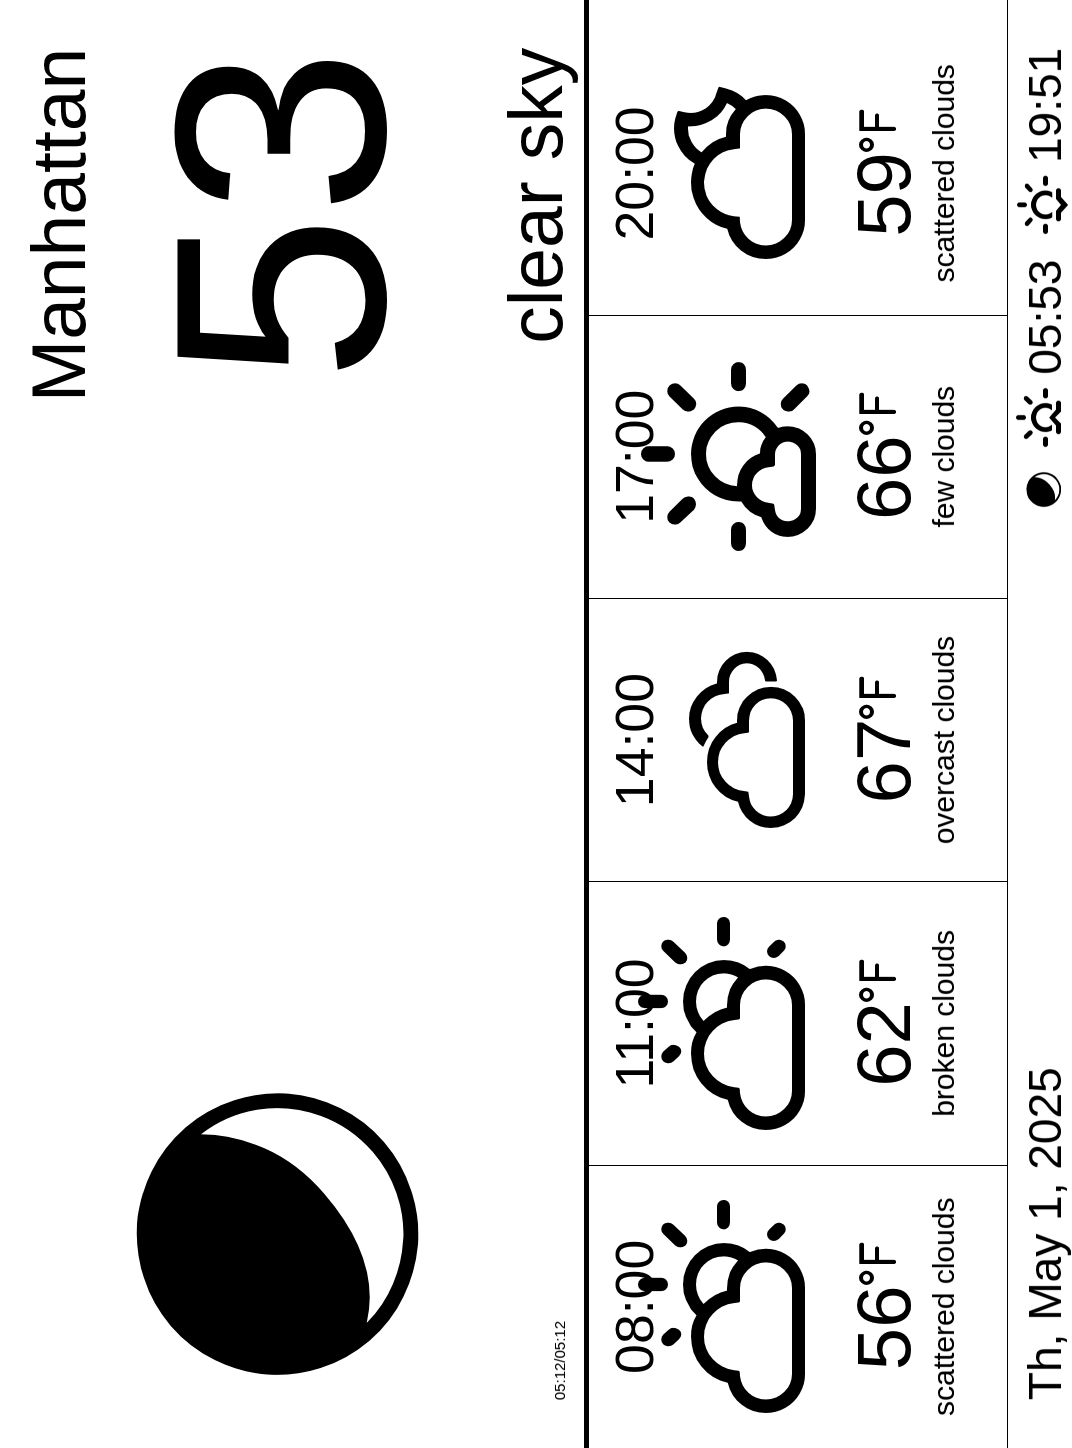 Manhattan
53
clear sky
05:12/05:12
08:00
56°F
scattered clouds
11:00
62°F
broken clouds
14:00
67°F
overcast clouds
17:00
66°F
few clouds
20:00
59°F
scattered clouds
Th, May 1, 2025
05:53
19:51